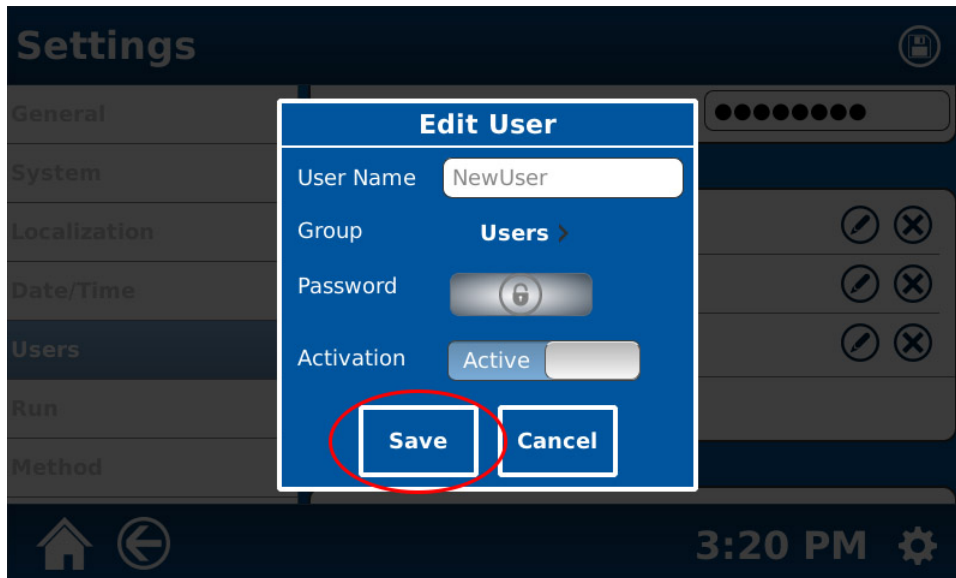 Settings
General
System
Localization
Date/Time
Users
Run
Method
Edit User
User Name NewUser
Group Users >
Password
Activation Active
Save Cancel
3:20 PM